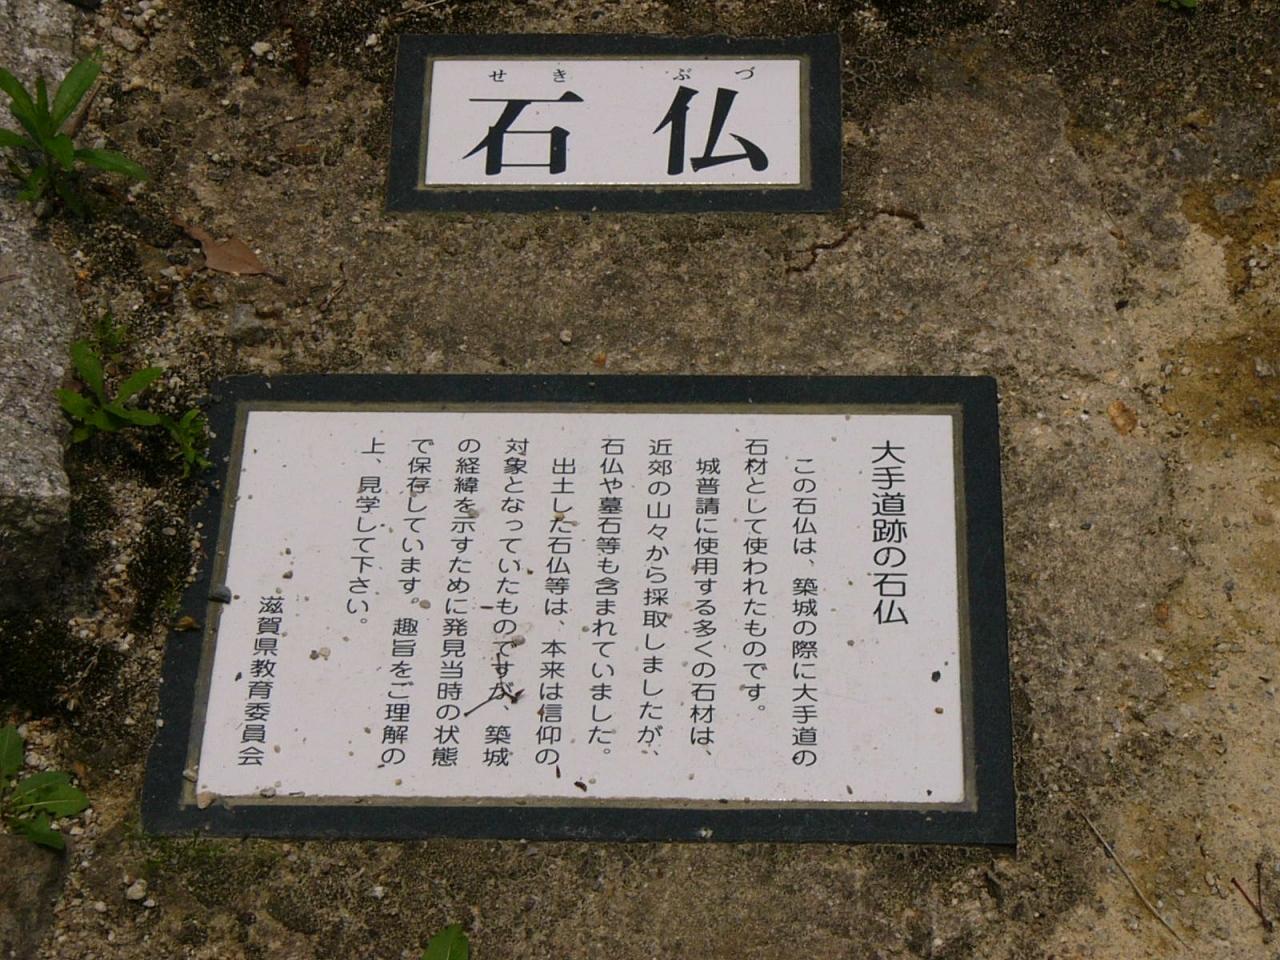 せき ぶつ
石仏
大手道跡の石仏
この石仏は、築城の際に大手道の
石材として使われたものです。
城普請に使用する多くの石材は、
近郊の山々から採取しましたが、
石仏や墓石等も含まれていました。
出土した石仏等は、本来は信仰の
対象となっていたものですが、築城
の経緯を示すために発見当時の状態
で保存しています。趣旨をご理解の
上、見学して下さい。
滋賀県教育委員会